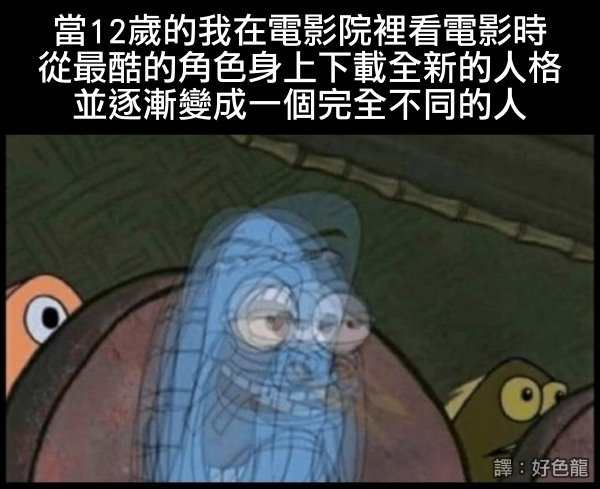 當12歲的我在電影院裡看電影時
從最酷的角色身上下載全新的人格
並逐漸變成一個完全不同的人
譯：好色龍